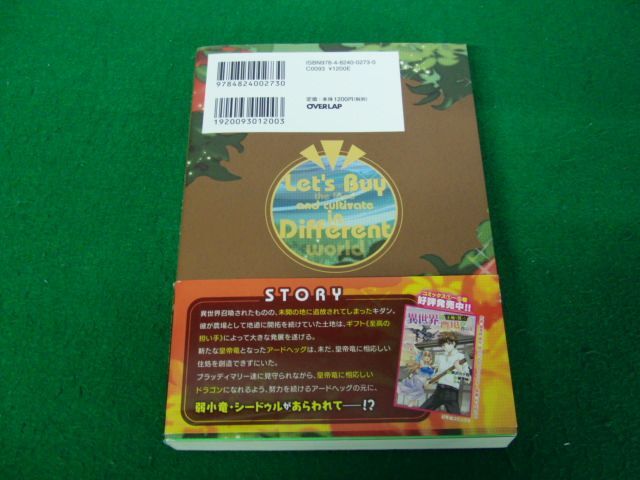 ISBN978-4-8240-0273-0
C0093 ¥1200E
9784824002730
定価:本体1200円(税別)
OVERLAP
1920093012003
Let's Buy
the land
and cultivate
in
Different
world
STORY
異世界召喚されたものの、未開の地に追放されてしまったキダン。
彼が農場として地道に開拓を続けていた土地は、ギフト《至高の
担い手》によって大きな発展を遂げる。
新たな皇帝竜となったアードヘッグは、未だ、皇帝竜に相応しい
住処を創造できずにいた。
ブラッディマリー達に見守られながら、皇帝竜に相応しい
ドラゴンになれるよう、努力を続けるアードヘッグの元に、
弱小竜・シードゥルがあらわれて――!?
好評発売中!!
異世界
農場